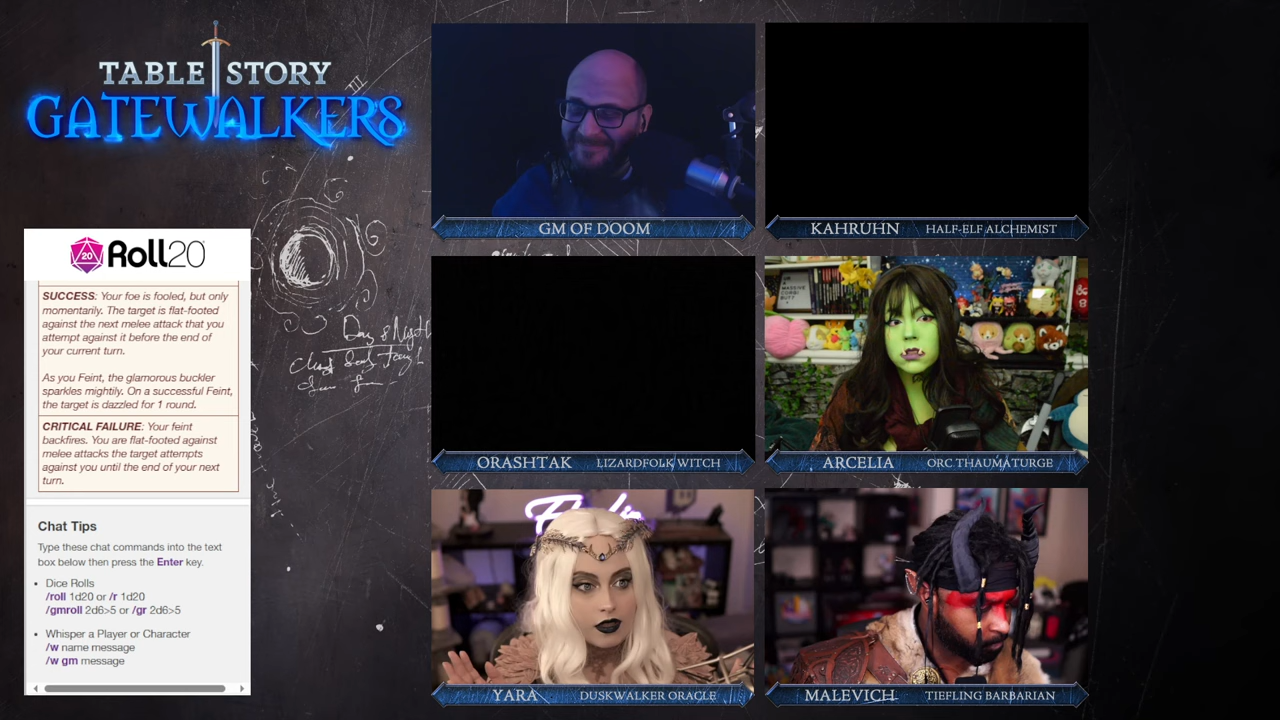 TABLE STORY
GATEWALKERS
Roll20
SUCCESS: Your foe is fooled, but only
momentarily. The target is flat-footed
against the next melee attack that you
attempt against it before the end of
your current turn.
As you Feint, the glamorous buckler
sparkles mightily. On a successful Feint,
the target is dazzled for 1 round.
CRITICAL FAILURE: Your feint
backfires. You are flat-footed against
melee attacks the target attempts
against you until the end of your next
turn.
Chat Tips
Type these chat commands into the text
box below then press the Enter key.
Dice Rolls
/roll 1d20 or /r 1d20
/gmroll 2d6>5 or /gr 2d6>5
Whisper a Player or Character
/w name message
/w gm message
GM OF DOOM
KAHRUHN HALF-ELF ALCHEMIST
ORASHTAK LIZARDFOLK WITCH
ARCELIA ORC THAUMATURGE
YARA DUSKWALKER ORACLE
MALEVICH TIEFLING BARBARIAN